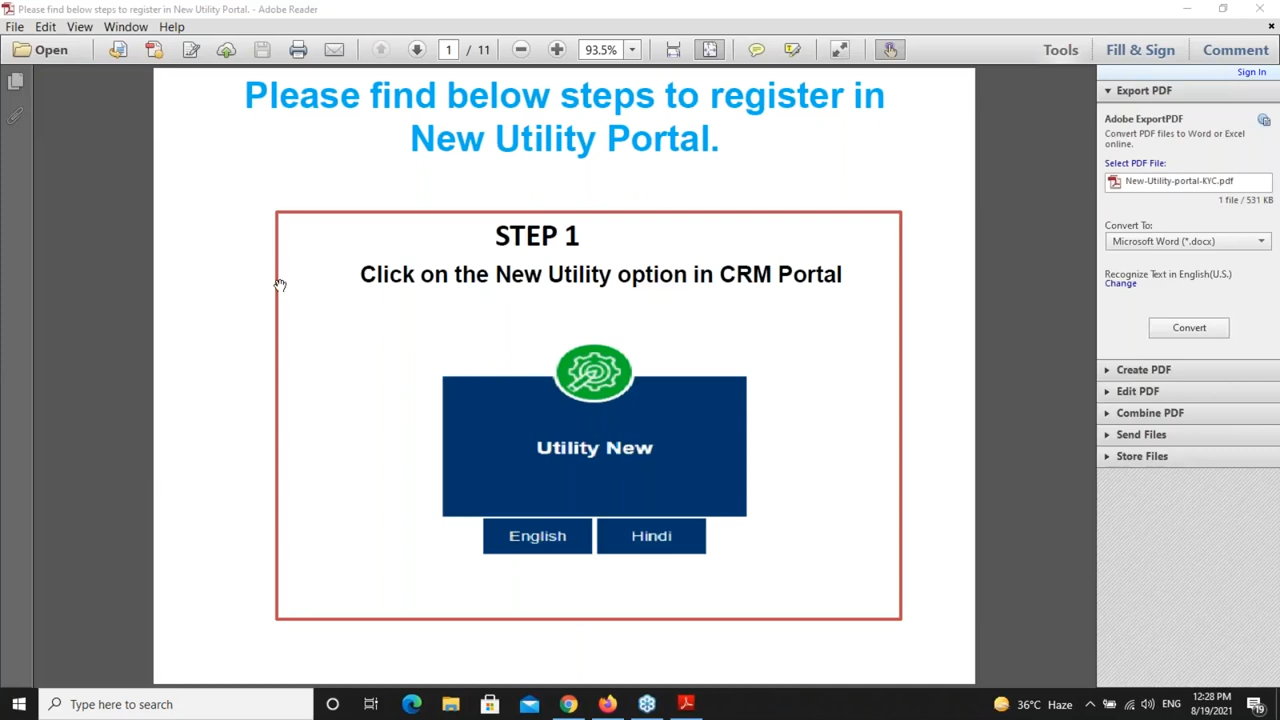 Please find below steps to register in New Utility Portal. - Adobe Reader
File Edit View Window Help
Open 1 / 11 93.5% Tools Fill & Sign Comment
Sign In
Please find below steps to register in
New Utility Portal.
STEP 1
Click on the New Utility option in CRM Portal
Utility New
English Hindi
Export PDF
Adobe ExportPDF
Convert PDF files to Word or Excel
online.
Select PDF File:
New-Utility-portal-KYC.pdf
1 file / 531 KB
Convert To:
Microsoft Word (*.docx)
Recognize Text in English(U.S.)
Change
Convert
Create PDF
Edit PDF
Combine PDF
Send Files
Store Files
Type here to search
36°C Haze
ENG
12:28 PM
8/19/2021
19